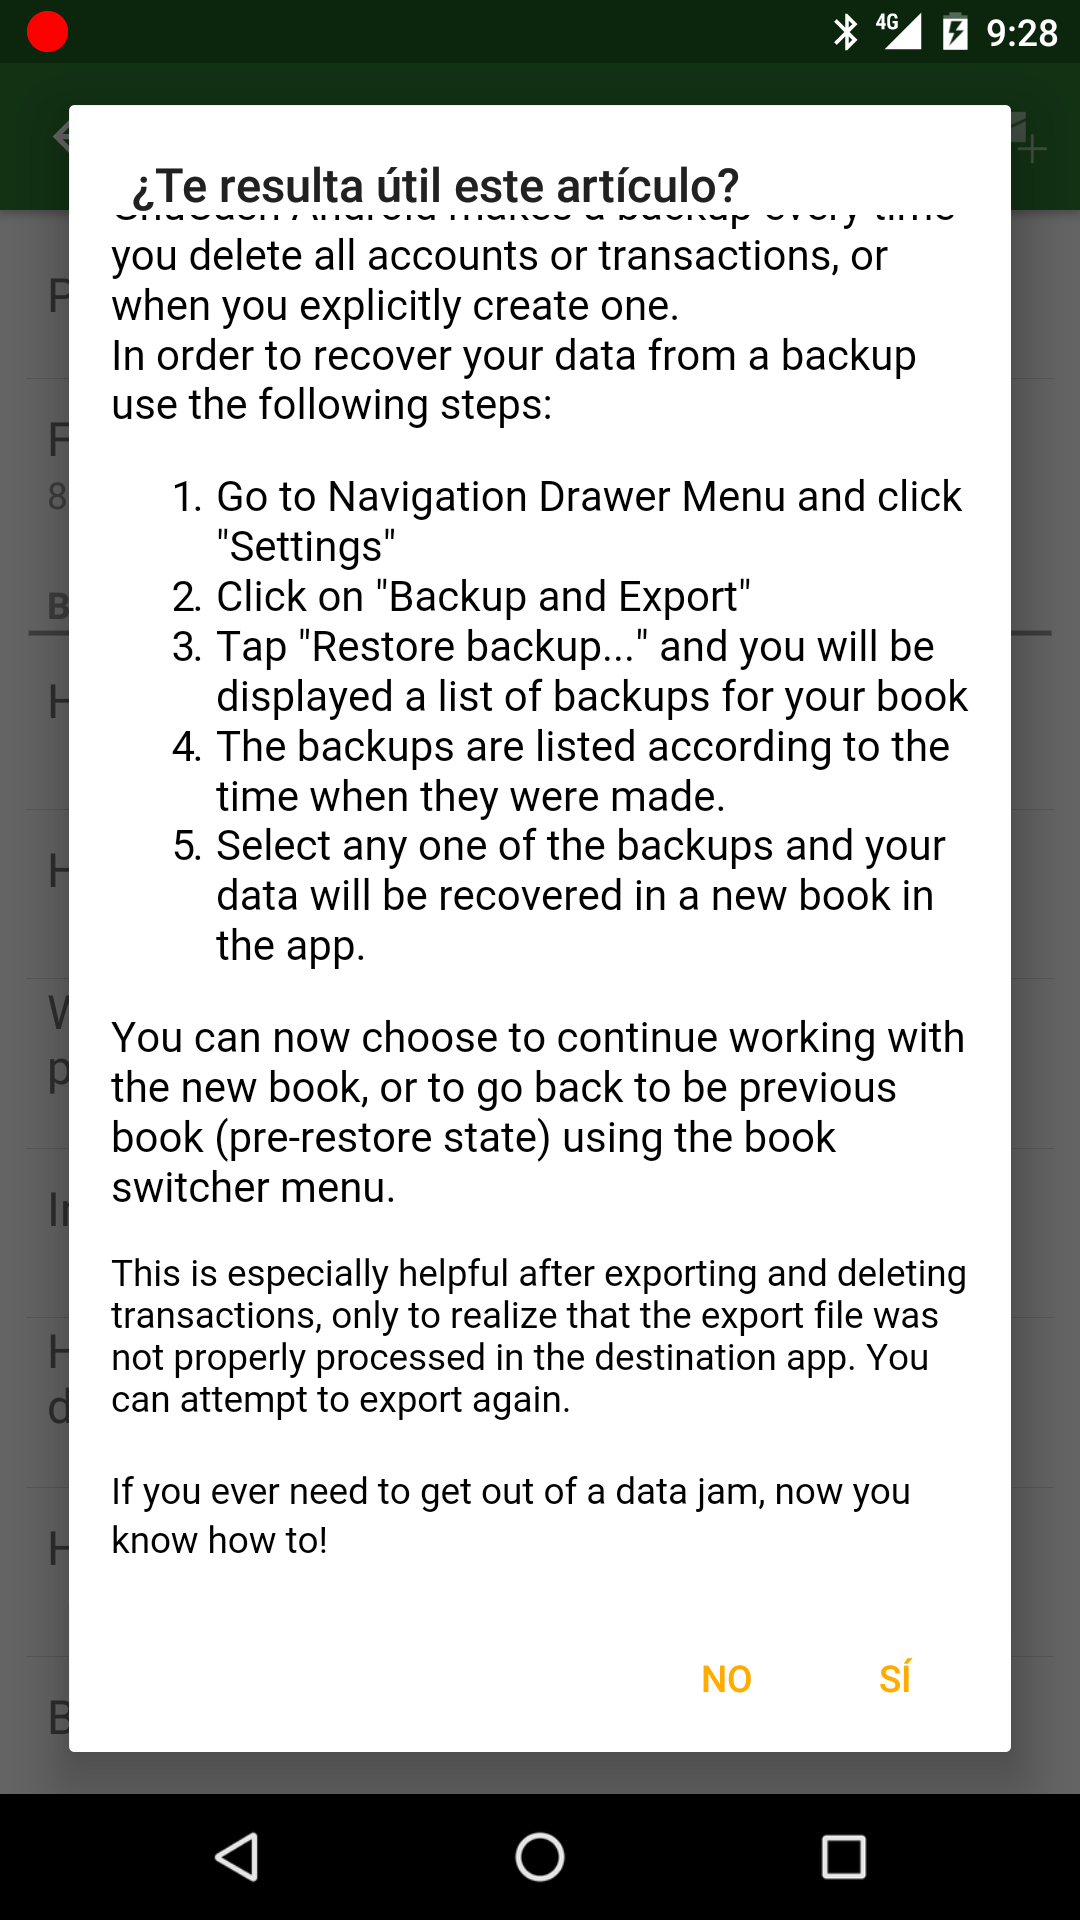 4G 9:28
¿Te resulta útil este artículo?
you delete all accounts or transactions, or
when you explicitly create one.
In order to recover your data from a backup
use the following steps:
1. Go to Navigation Drawer Menu and click
"Settings"
2. Click on "Backup and Export"
3. Tap "Restore backup..." and you will be
displayed a list of backups for your book
4. The backups are listed according to the
time when they were made.
5. Select any one of the backups and your
data will be recovered in a new book in
the app.
You can now choose to continue working with
the new book, or to go back to be previous
book (pre-restore state) using the book
switcher menu.
This is especially helpful after exporting and deleting
transactions, only to realize that the export file was
not properly processed in the destination app. You
can attempt to export again.
If you ever need to get out of a data jam, now you
know how to!
NO SÍ